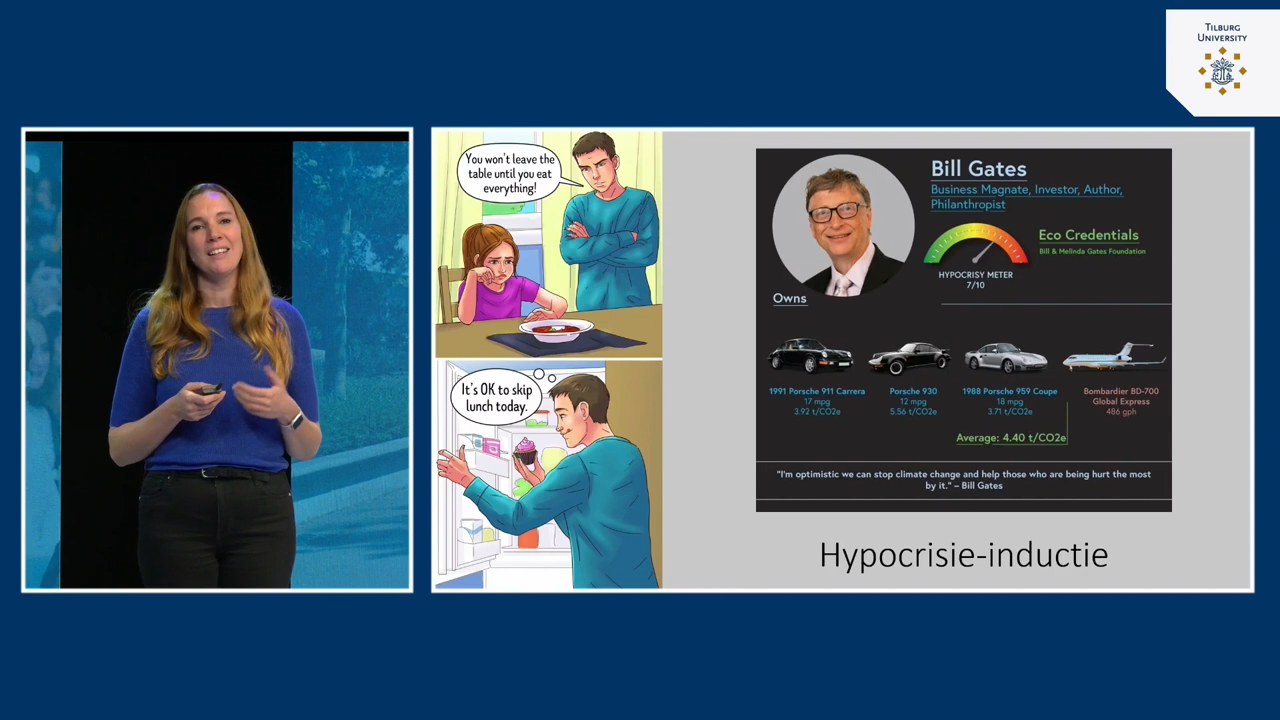 TILBURG
UNIVERSITY
You won't leave the
table until you eat
everything!
It's OK to skip
lunch today.
Bill Gates
Business Magnate, Investor, Author,
Philanthropist
Eco Credentials
Bill & Melinda Gates Foundation
HYPOCRISY METER
7/10
Owns
1991 Porsche 911 Carrera
17 mpg
3.92 t/CO2e
Porsche 930
12 mpg
5.56 t/CO2e
1988 Porsche 959 Coupe
18 mpg
3.71 t/CO2e
Bombardier BD-700
Global Express
486 gph
Average: 4.40 t/CO2e
"I'm optimistic we can stop climate change and help those who are being hurt the most
by it." – Bill Gates
Hypocrisie-inductie